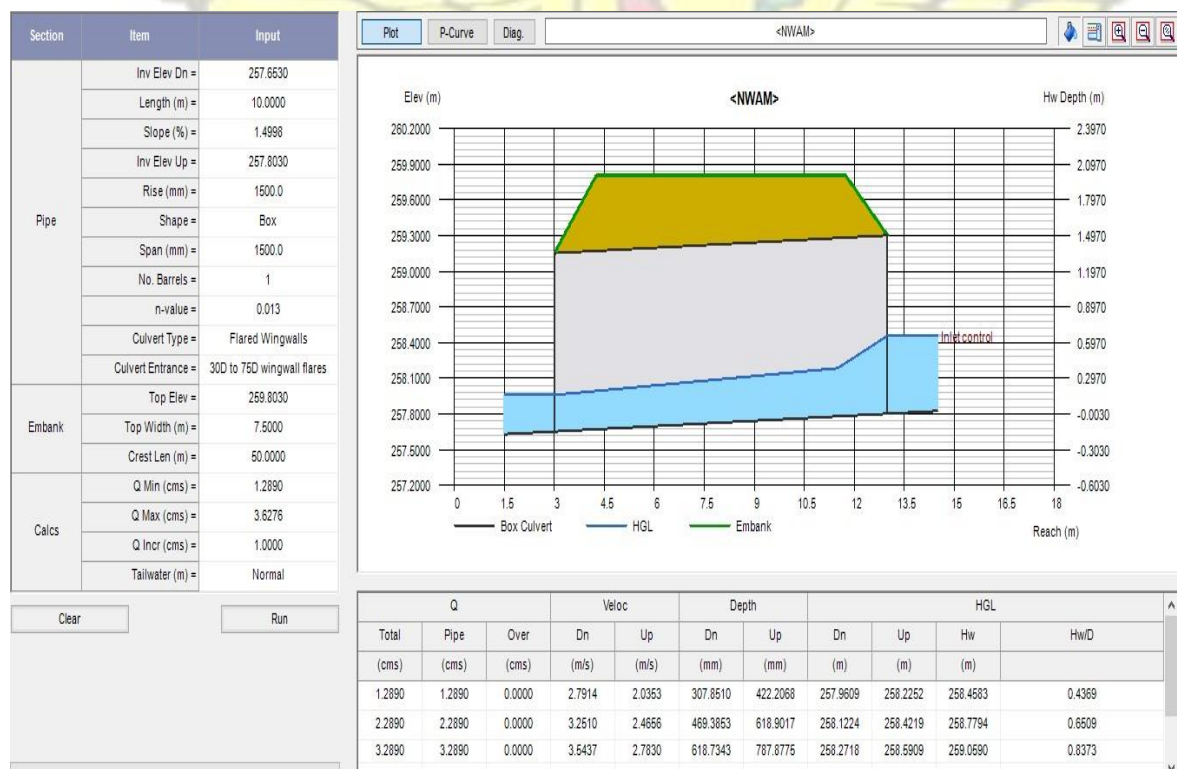 Section Item Input
Pipe
Inv Elev Dn = 257.6530
Length (m) = 10.0000
Slope (%) = 1.4998
Inv Elev Up = 257.8030
Rise (mm) = 1500.0
Shape = Box
Span (mm) = 1500.0
No. Barrels = 1
n-value = 0.013
Culvert Type = Flared Wingwalls
Culvert Entrance = 30D to 75D wingwall flares
Embank
Top Elev = 259.8030
Top Width (m) = 7.5000
Crest Len (m) = 50.0000
Calcs
Q Min (cms) = 1.2890
Q Max (cms) = 3.6276
Q Incr (cms) = 1.0000
Tailwater (m) = Normal
Clear Run
Plot P-Curve Diag. <NWAM>
Elev (m) <NWAM> Hw Depth (m)
260.2000 2.3970
259.9000 2.0970
259.6000 1.7970
259.3000 1.4970
259.0000 1.1970
258.7000 0.8970
258.4000 Inlet control 0.5970
258.1000 0.2970
257.8000 -0.0030
257.5000 -0.3030
257.2000 -0.6030
0 1.5 3 4.5 6 7.5 9 10.5 12 13.5 15 16.5 18
Box Culvert HGL Embank Reach (m)
Q Veloc Depth HGL
Total Pipe Over Dn Up Dn Up Dn Up Hw Hw/D
(cms) (cms) (cms) (m/s) (m/s) (mm) (mm) (m) (m) (m)
1.2890 1.2890 0.0000 2.7914 2.0353 307.8510 422.2068 257.9609 258.2252 258.4583 0.4369
2.2890 2.2890 0.0000 3.2510 2.4656 469.3853 618.9017 258.1224 258.4219 258.7794 0.6509
3.2890 3.2890 0.0000 3.5437 2.7830 618.7343 787.8775 258.2718 258.5909 259.0590 0.8373